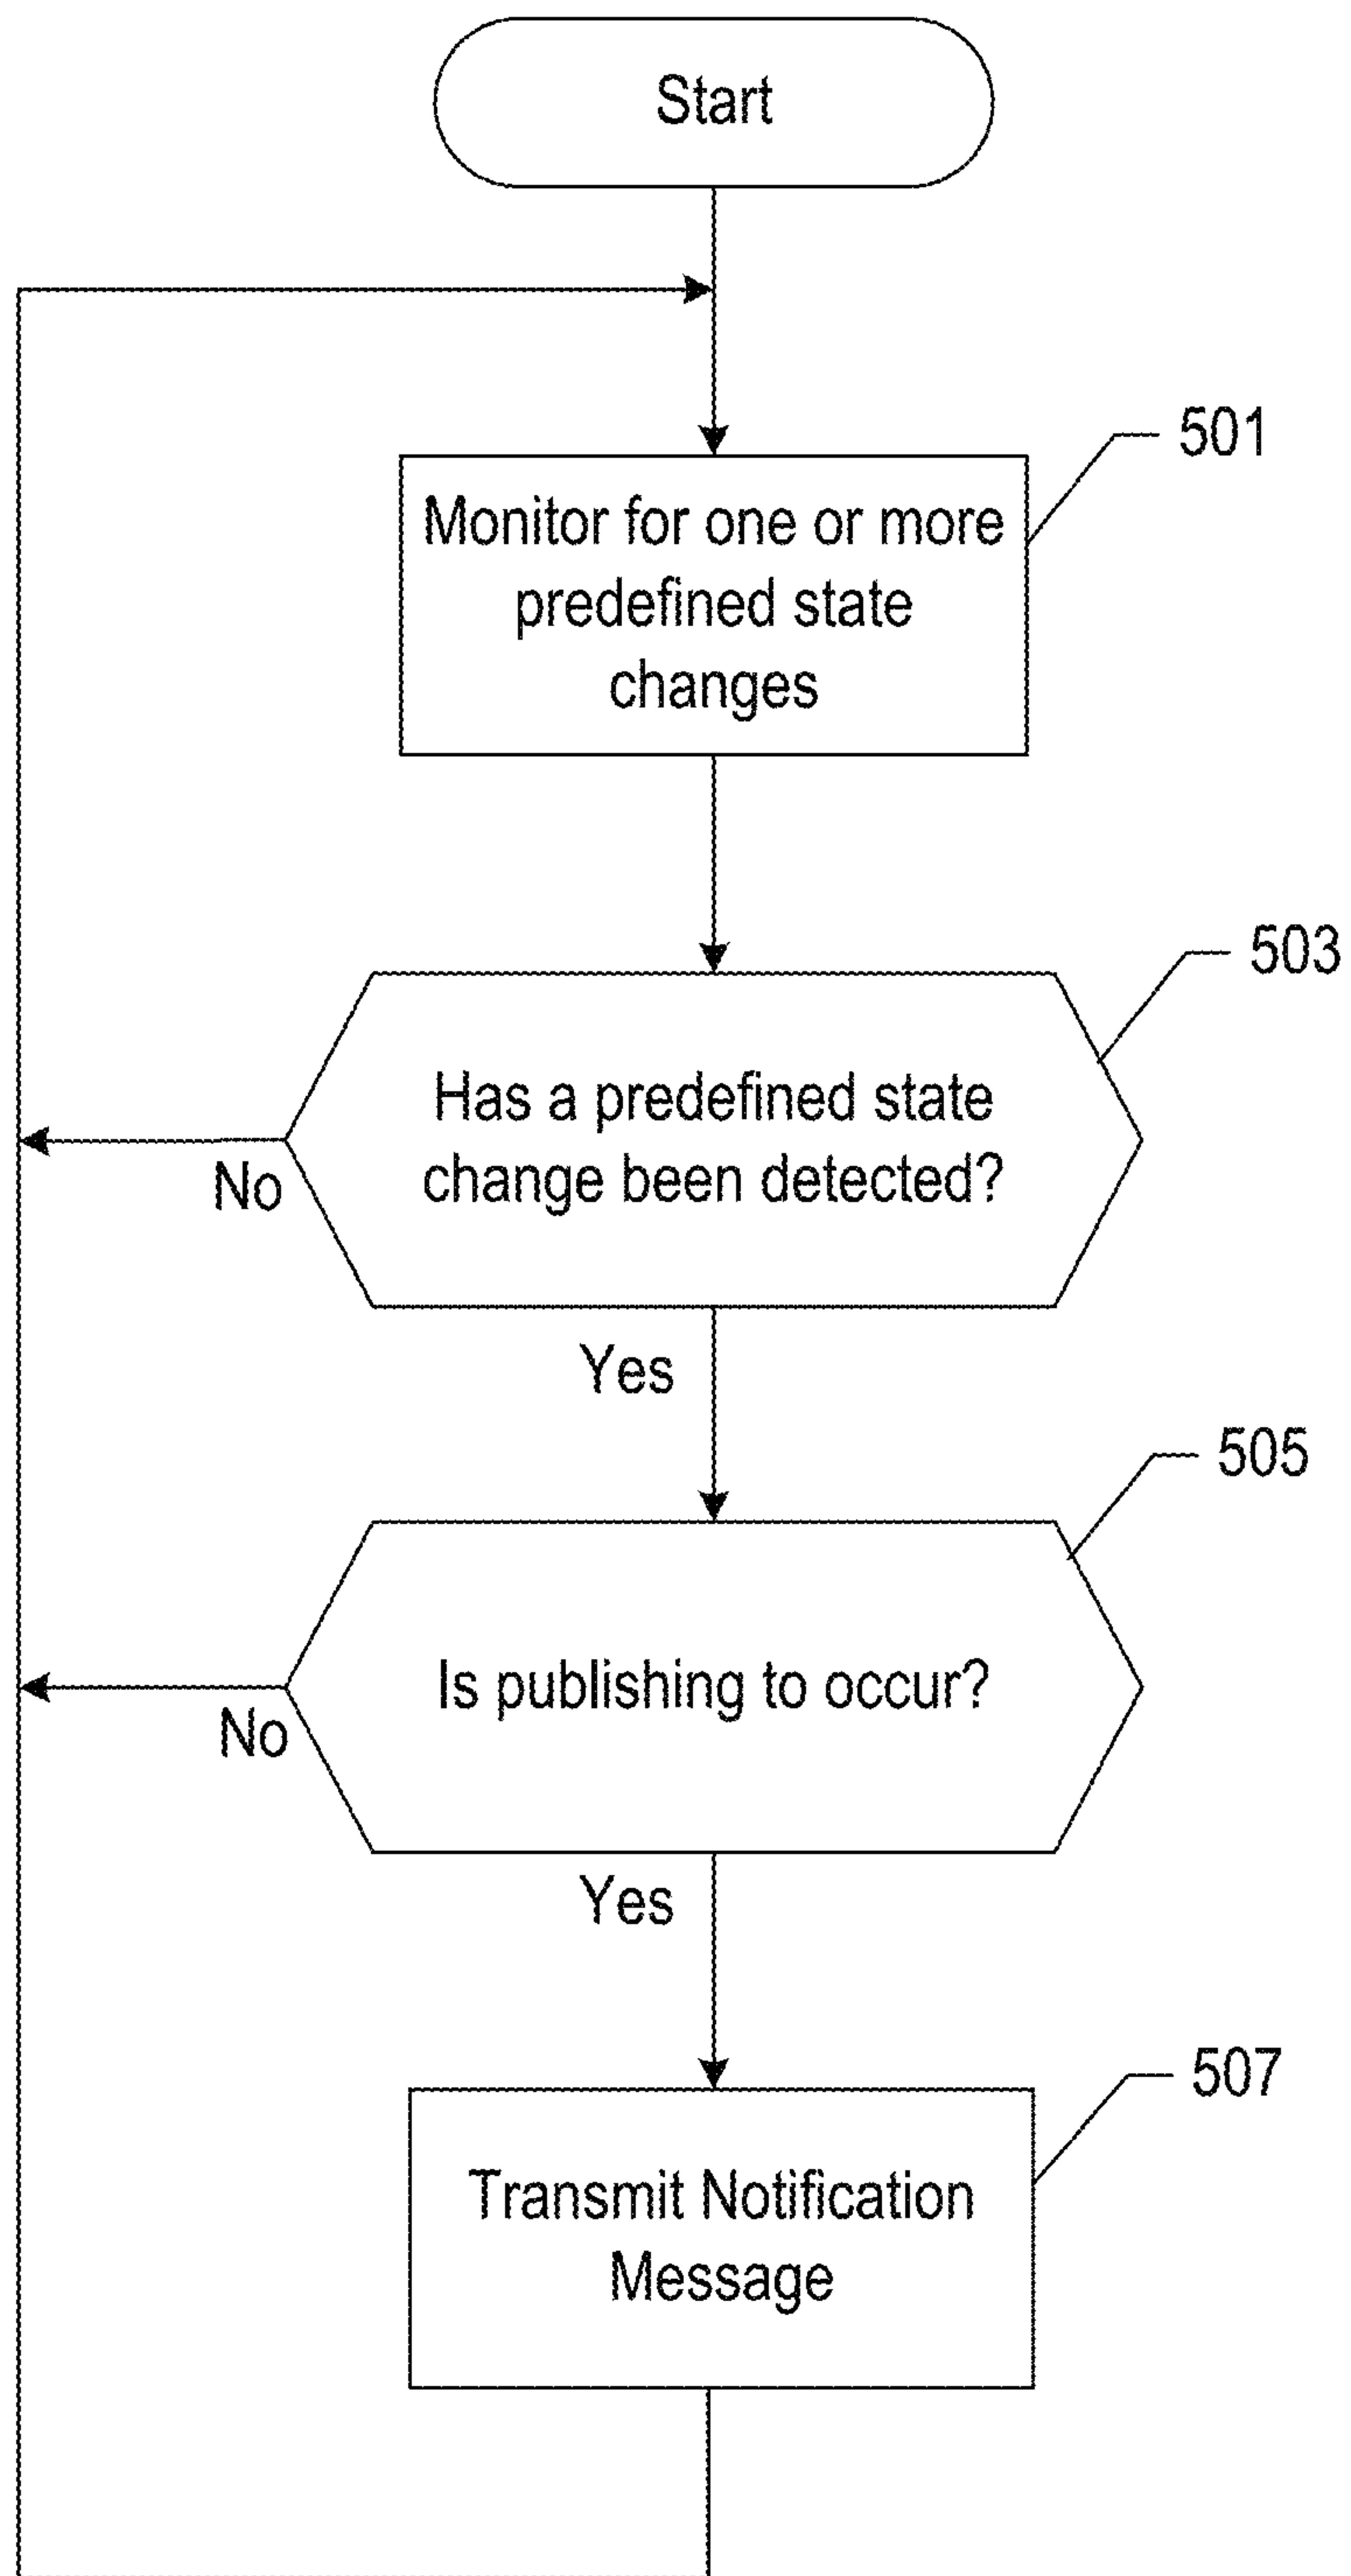 Start
501
Monitor for one or more
predefined state
changes
503
Has a predefined state
change been detected?
No
Yes
505
Is publishing to occur?
No
Yes
507
Transmit Notification
Message